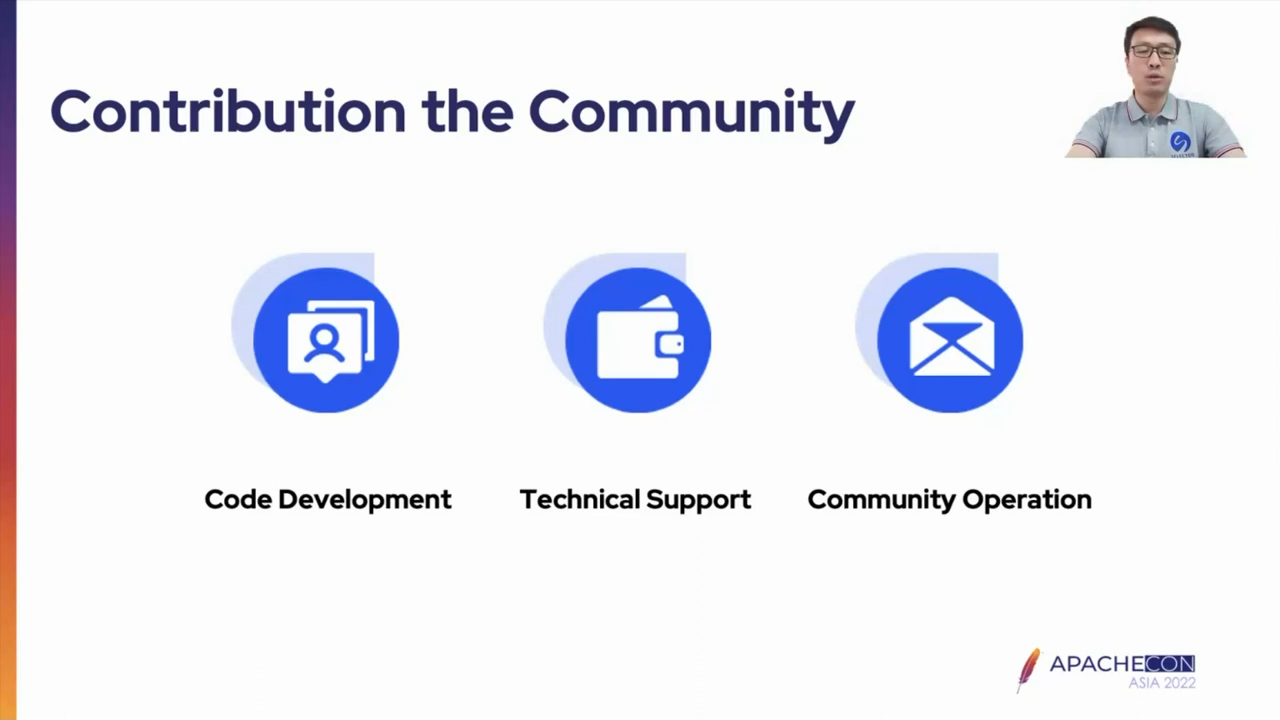 Contribution the Community
Code Development
Technical Support
Community Operation
APACHECON
ASIA 2022